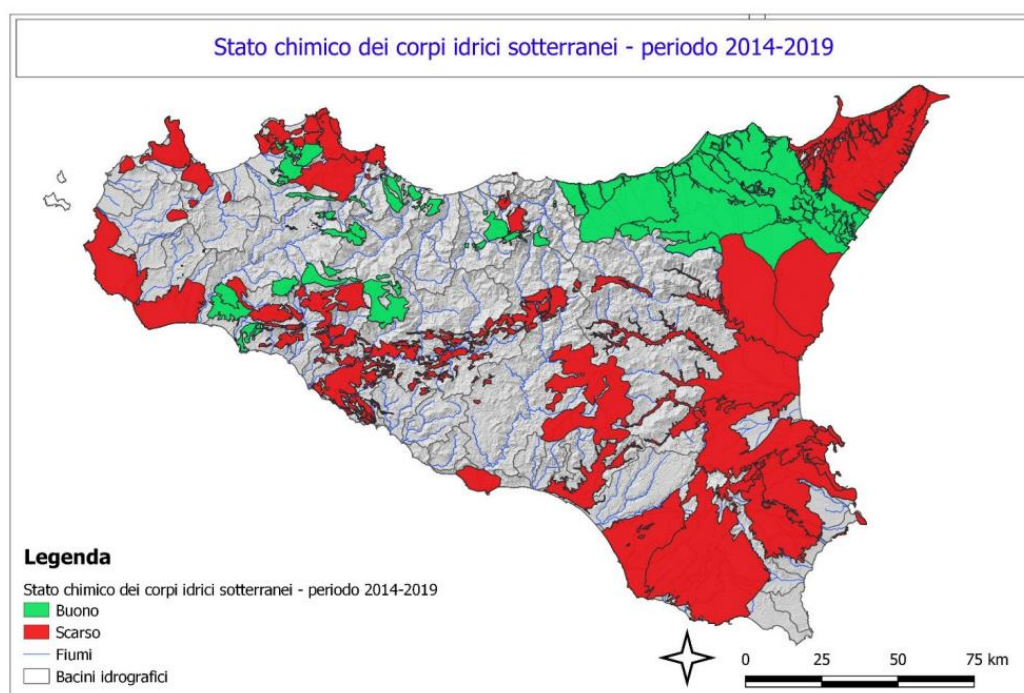 Stato chimico dei corpi idrici sotterranei - periodo 2014-2019
Legenda
Stato chimico dei corpi idrici sotterranei - periodo 2014-2019
Buono
Scarso
Fiumi
Bacini idrografici
0 25 50 75 km